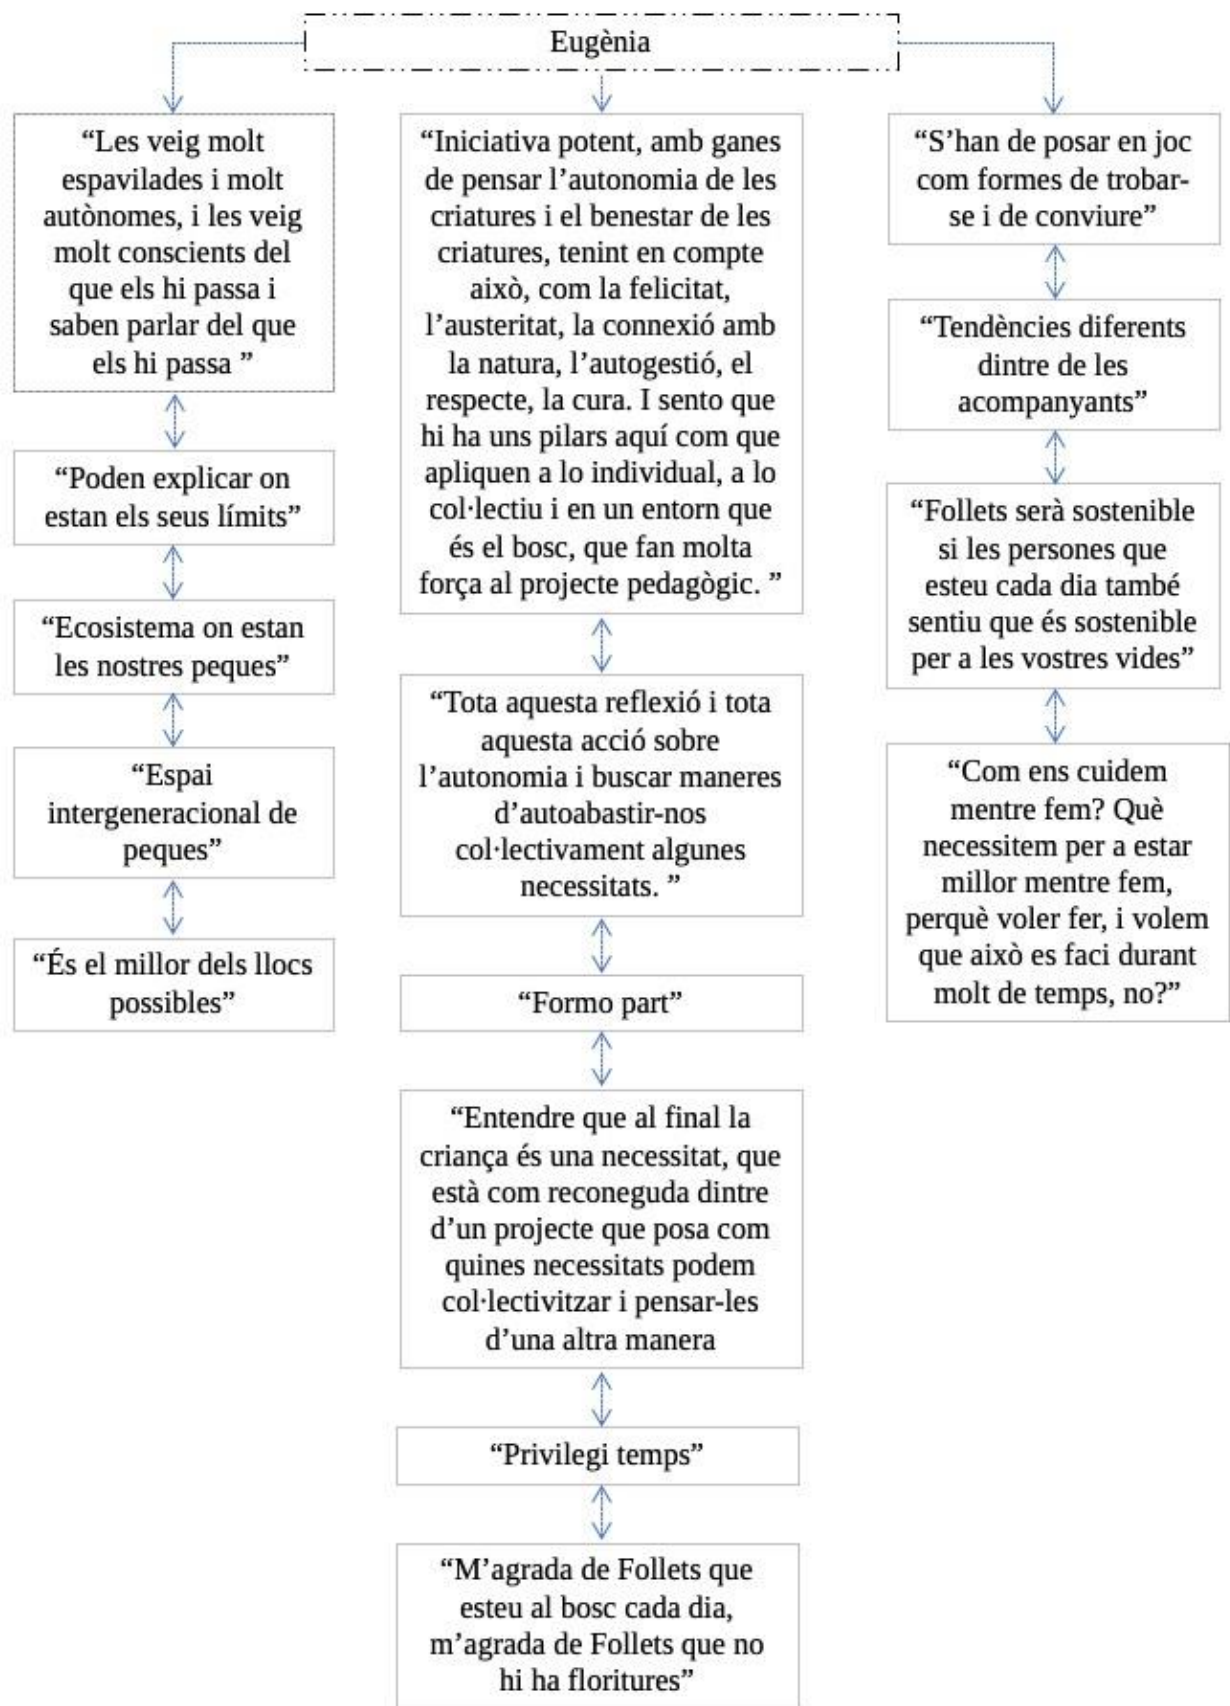 Eugènia
“Les veig molt
espavilades i molt
autònomes, i les veig
molt conscients del
que els hi passa i
saben parlar del que
els hi passa ”
“Poden explicar on
estan els seus límits”
“Ecosistema on estan
les nostres peques”
“Espai
intergeneracional de
peques”
“És el millor dels llocs
possibles”
“Iniciativa potent, amb ganes
de pensar l’autonomia de les
criatures i el benestar de les
criatures, tenint en compte
això, com la felicitat,
l’austeritat, la connexió amb
la natura, l’autogestió, el
respecte, la cura. I sento que
hi ha uns pilars aquí com que
apliquen a lo individual, a lo
col·lectiu i en un entorn que
és el bosc, que fan molta
força al projecte pedagògic. ”
“Tota aquesta reflexió i tota
aquesta acció sobre
l’autonomia i buscar maneres
d’autoabastir-nos
col·lectivament algunes
necessitats. ”
“Formo part”
“Entendre que al final la
criança és una necessitat, que
està com reconeguda dintre
d’un projecte que posa com
quines necessitats podem
col·lectivitzar i pensar-les
d’una altra manera
“Privilegi temps”
“M’agrada de Follets que
esteu al bosc cada dia,
m’agrada de Follets que no
hi ha floritures”
“S’han de posar en joc
com formes de trobar-
se i de conviure”
“Tendències diferents
dintre de les
acompanyants”
“Follets serà sostenible
si les persones que
esteu cada dia també
sentiu que és sostenible
per a les vostres vides”
“Com ens cuidem
mentre fem? Què
necessitem per a estar
millor mentre fem,
perquè voler fer, i volem
que això es faci durant
molt de temps, no?”